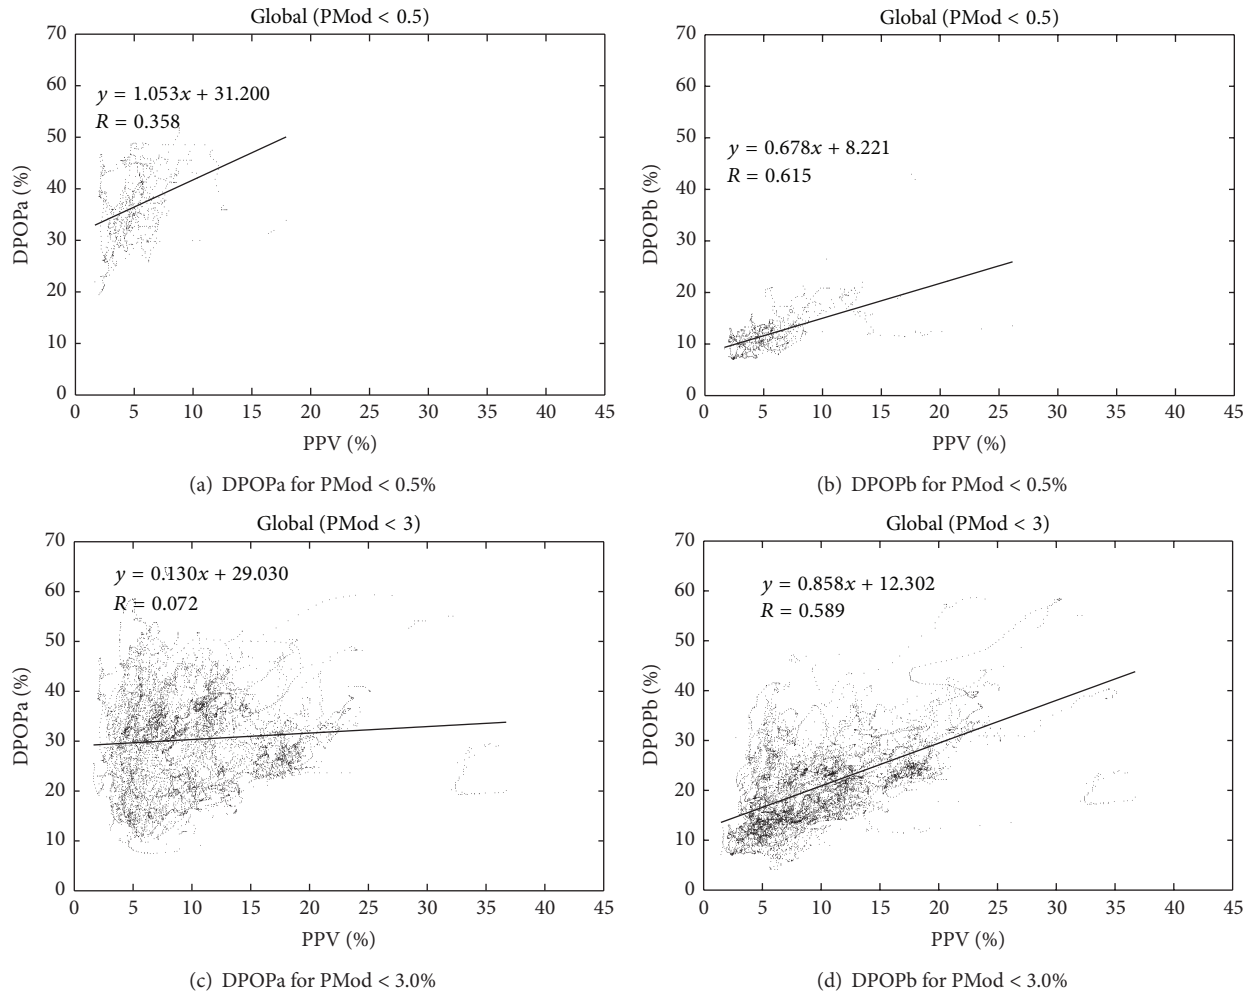 Global (PMod < 0.5)
70
60
50
40
30
20
10
0
DPOPa (%)
y = 1.053x + 31.200
R = 0.358
0 5 10 15 20 25 30 35 40 45
PPV (%)
(a) DPOPa for PMod < 0.5%
Global (PMod < 0.5)
70
60
50
40
30
20
10
0
DPOPb (%)
y = 0.678x + 8.221
R = 0.615
0 5 10 15 20 25 30 35 40 45
PPV (%)
(b) DPOPb for PMod < 0.5%
Global (PMod < 3)
70
60
50
40
30
20
10
0
DPOPa (%)
y = 0.130x + 29.030
R = 0.072
0 5 10 15 20 25 30 35 40 45
PPV (%)
(c) DPOPa for PMod < 3.0%
Global (PMod < 3)
70
60
50
40
30
20
10
0
DPOPb (%)
y = 0.858x + 12.302
R = 0.589
0 5 10 15 20 25 30 35 40 45
PPV (%)
(d) DPOPb for PMod < 3.0%